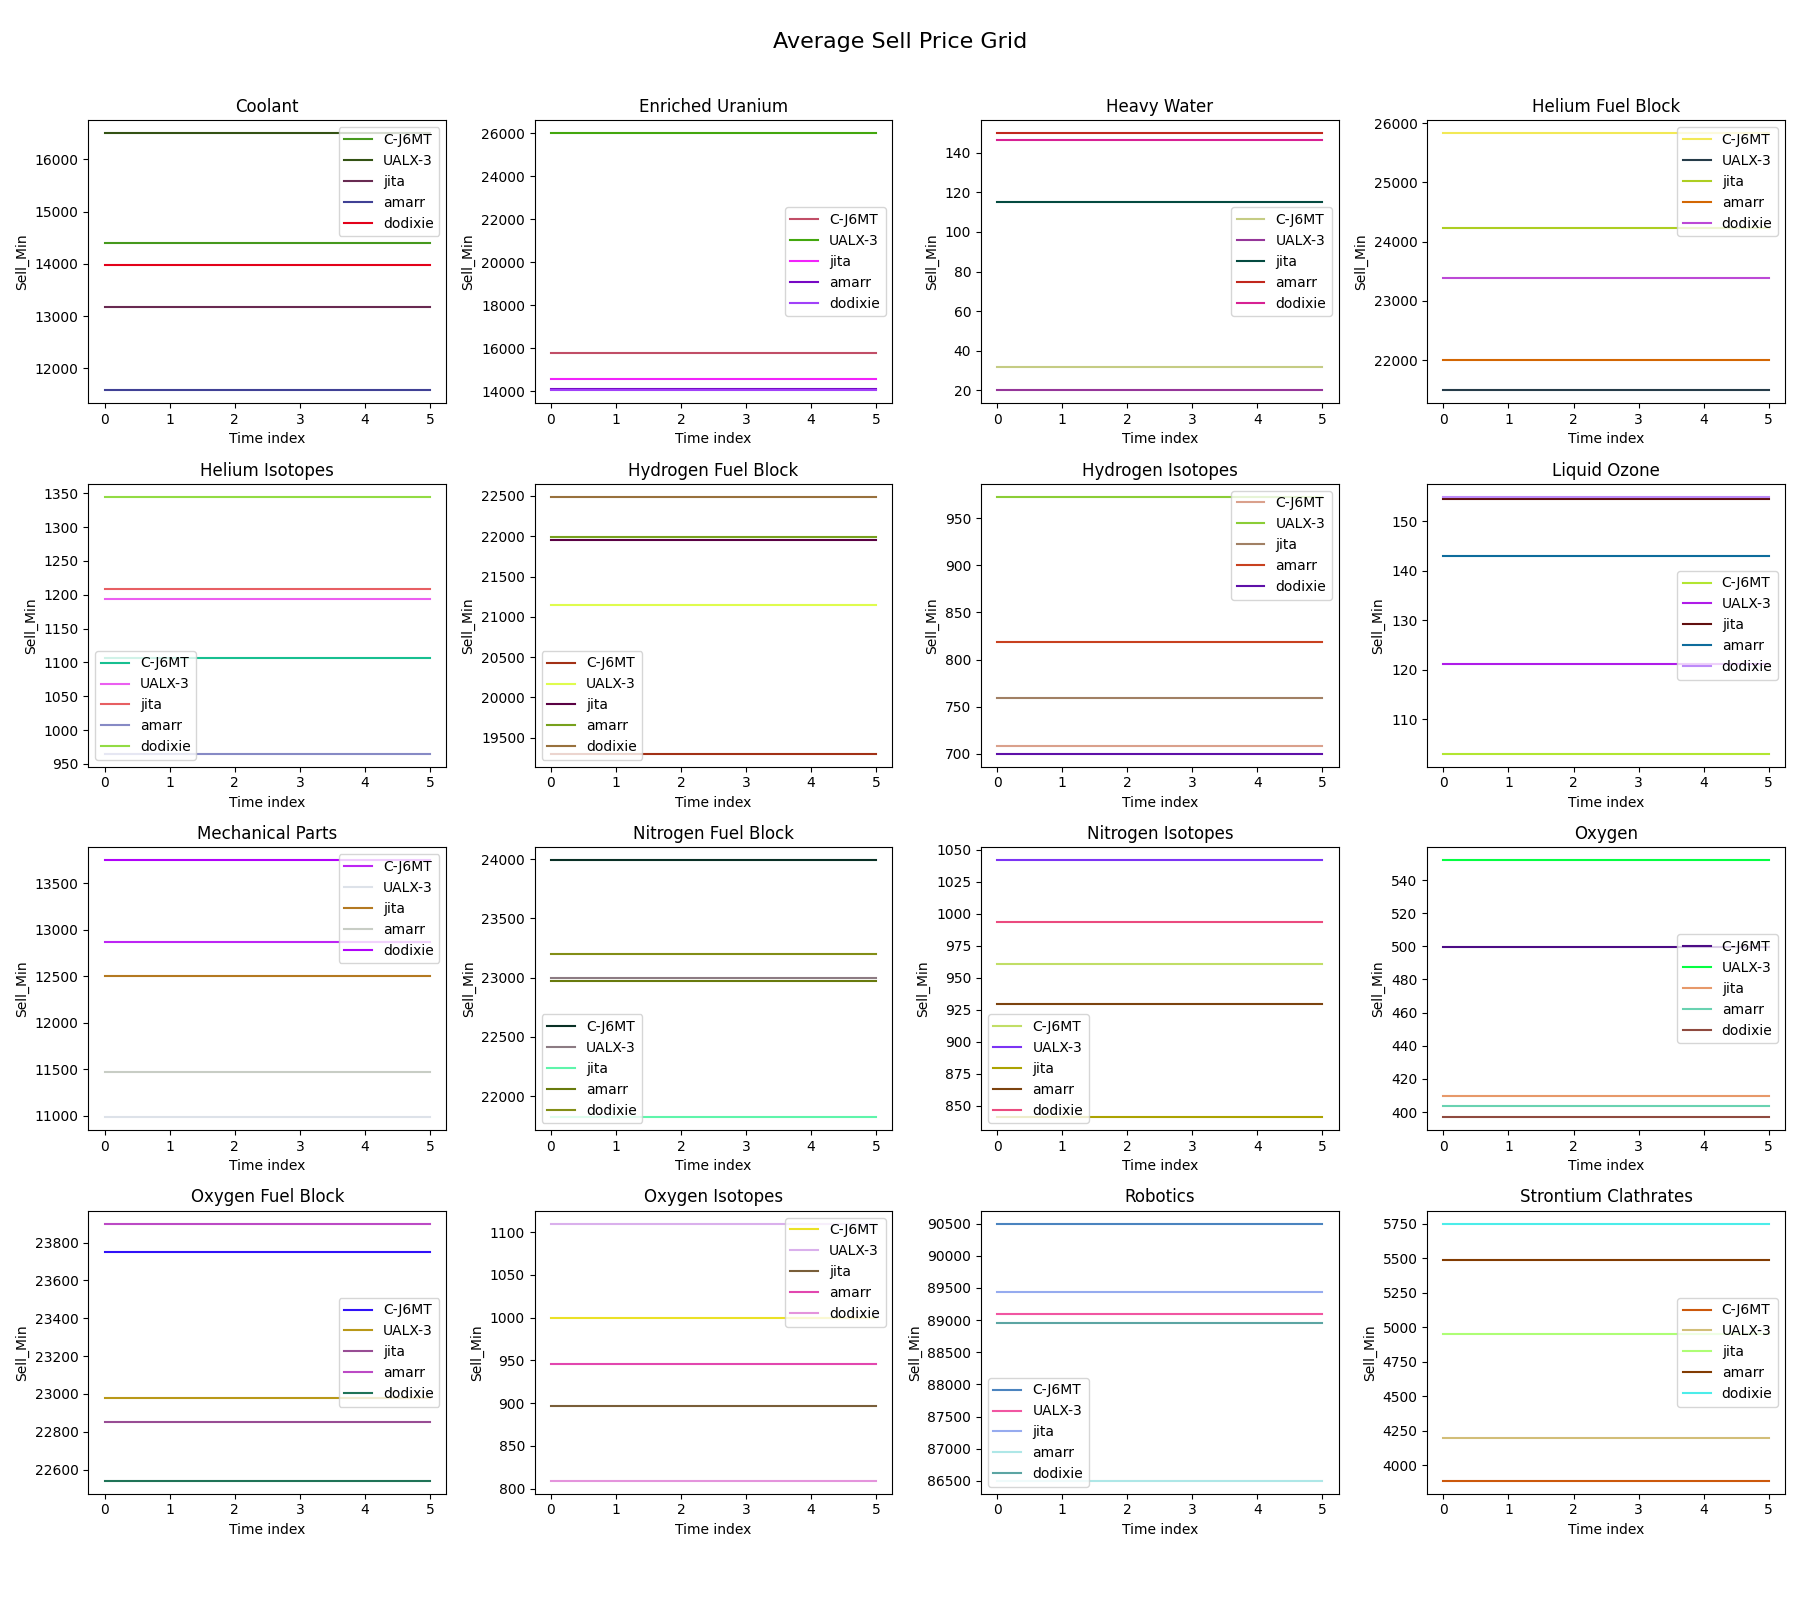 Average Sell Price Grid
Coolant
Sell_Min
16000
15000
14000
13000
12000
C-J6MT
UALX-3
jita
amarr
dodixie
0 1 2 3 4 5
Time index
Enriched Uranium
Sell_Min
26000
24000
22000
20000
18000
16000
14000
C-J6MT
UALX-3
jita
amarr
dodixie
0 1 2 3 4 5
Time index
Heavy Water
Sell_Min
140
120
100
80
60
40
20
C-J6MT
UALX-3
jita
amarr
dodixie
0 1 2 3 4 5
Time index
Helium Fuel Block
Sell_Min
26000
25000
24000
23000
22000
C-J6MT
UALX-3
jita
amarr
dodixie
0 1 2 3 4 5
Time index
Helium Isotopes
Sell_Min
1350
1300
1250
1200
1150
1100
1050
1000
950
C-J6MT
UALX-3
jita
amarr
dodixie
0 1 2 3 4 5
Time index
Hydrogen Fuel Block
Sell_Min
22500
22000
21500
21000
20500
20000
19500
C-J6MT
UALX-3
jita
amarr
dodixie
0 1 2 3 4 5
Time index
Hydrogen Isotopes
Sell_Min
950
900
850
800
750
700
C-J6MT
UALX-3
jita
amarr
dodixie
0 1 2 3 4 5
Time index
Liquid Ozone
Sell_Min
150
140
130
120
110
C-J6MT
UALX-3
jita
amarr
dodixie
0 1 2 3 4 5
Time index
Mechanical Parts
Sell_Min
13500
13000
12500
12000
11500
11000
C-J6MT
UALX-3
jita
amarr
dodixie
0 1 2 3 4 5
Time index
Nitrogen Fuel Block
Sell_Min
24000
23500
23000
22500
22000
C-J6MT
UALX-3
jita
amarr
dodixie
0 1 2 3 4 5
Time index
Nitrogen Isotopes
Sell_Min
1050
1025
1000
975
950
925
900
875
850
C-J6MT
UALX-3
jita
amarr
dodixie
0 1 2 3 4 5
Time index
Oxygen
Sell_Min
540
520
500
480
460
440
420
400
C-J6MT
UALX-3
jita
amarr
dodixie
0 1 2 3 4 5
Time index
Oxygen Fuel Block
Sell_Min
23800
23600
23400
23200
23000
22800
22600
C-J6MT
UALX-3
jita
amarr
dodixie
0 1 2 3 4 5
Time index
Oxygen Isotopes
Sell_Min
1100
1050
1000
950
900
850
800
C-J6MT
UALX-3
jita
amarr
dodixie
0 1 2 3 4 5
Time index
Robotics
Sell_Min
90500
90000
89500
89000
88500
88000
87500
87000
86500
C-J6MT
UALX-3
jita
amarr
dodixie
0 1 2 3 4 5
Time index
Strontium Clathrates
Sell_Min
5750
5500
5250
5000
4750
4500
4250
4000
C-J6MT
UALX-3
jita
amarr
dodixie
0 1 2 3 4 5
Time index